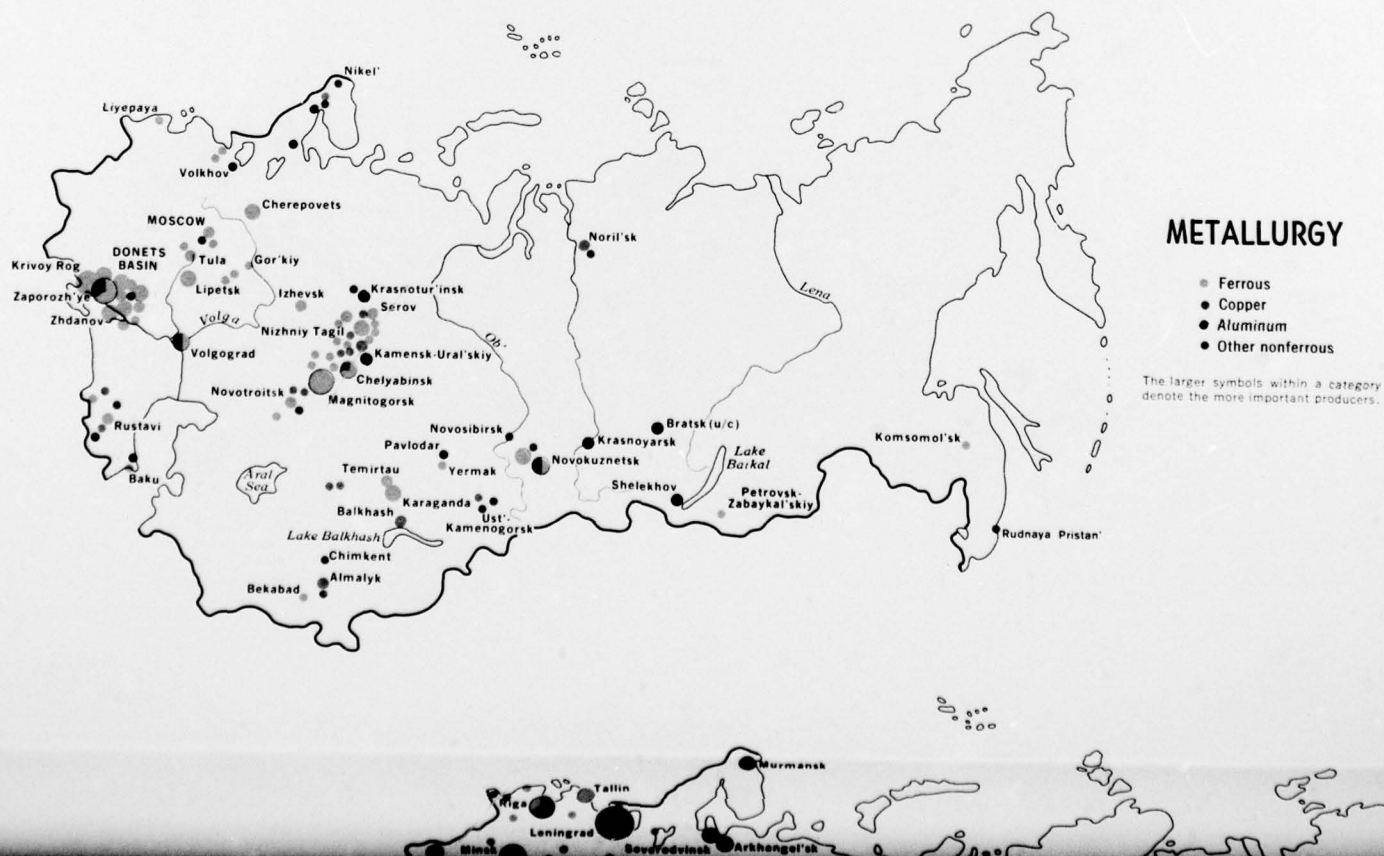 Nikel'
Liyepaya
Volkhov
Cherepovets
MOSCOW
DONETS
BASIN
Tula
Gor'kiy
Krivoy Rog
Zaporozh'ye
Lipetsk
Izhevsk
Zhdanov
Volga
Volgograd
Krasnotur'insk
Serov
Nizhniy Tagil
Kamensk-Ural'skiy
Chelyabinsk
Novotroitsk
Magnitogorsk
Rustavi
Baku
Aral
Sea
Noril'sk
Ob'
Lena
Novosibirsk
Pavlodar
Yermak
Novokuznetsk
Krasnoyarsk
Bratsk (u/c)
Temirtau
Karaganda
Balkhash
Ust'-
Kamenogorsk
Lake Balkhash
Chimkent
Almalyk
Bekabad
Lake
Baikal
Shelekhov
Petrovsk-
Zabaykal'skiy
Komsomol'sk
Rudnaya Pristan'
METALLURGY
Ferrous
Copper
Aluminum
Other nonferrous
The larger symbols within a category
denote the more important producers.
Murmansk
Tallin
Riga
Leningrad
Minsk
Severodvinsk
Arkhangel'sk